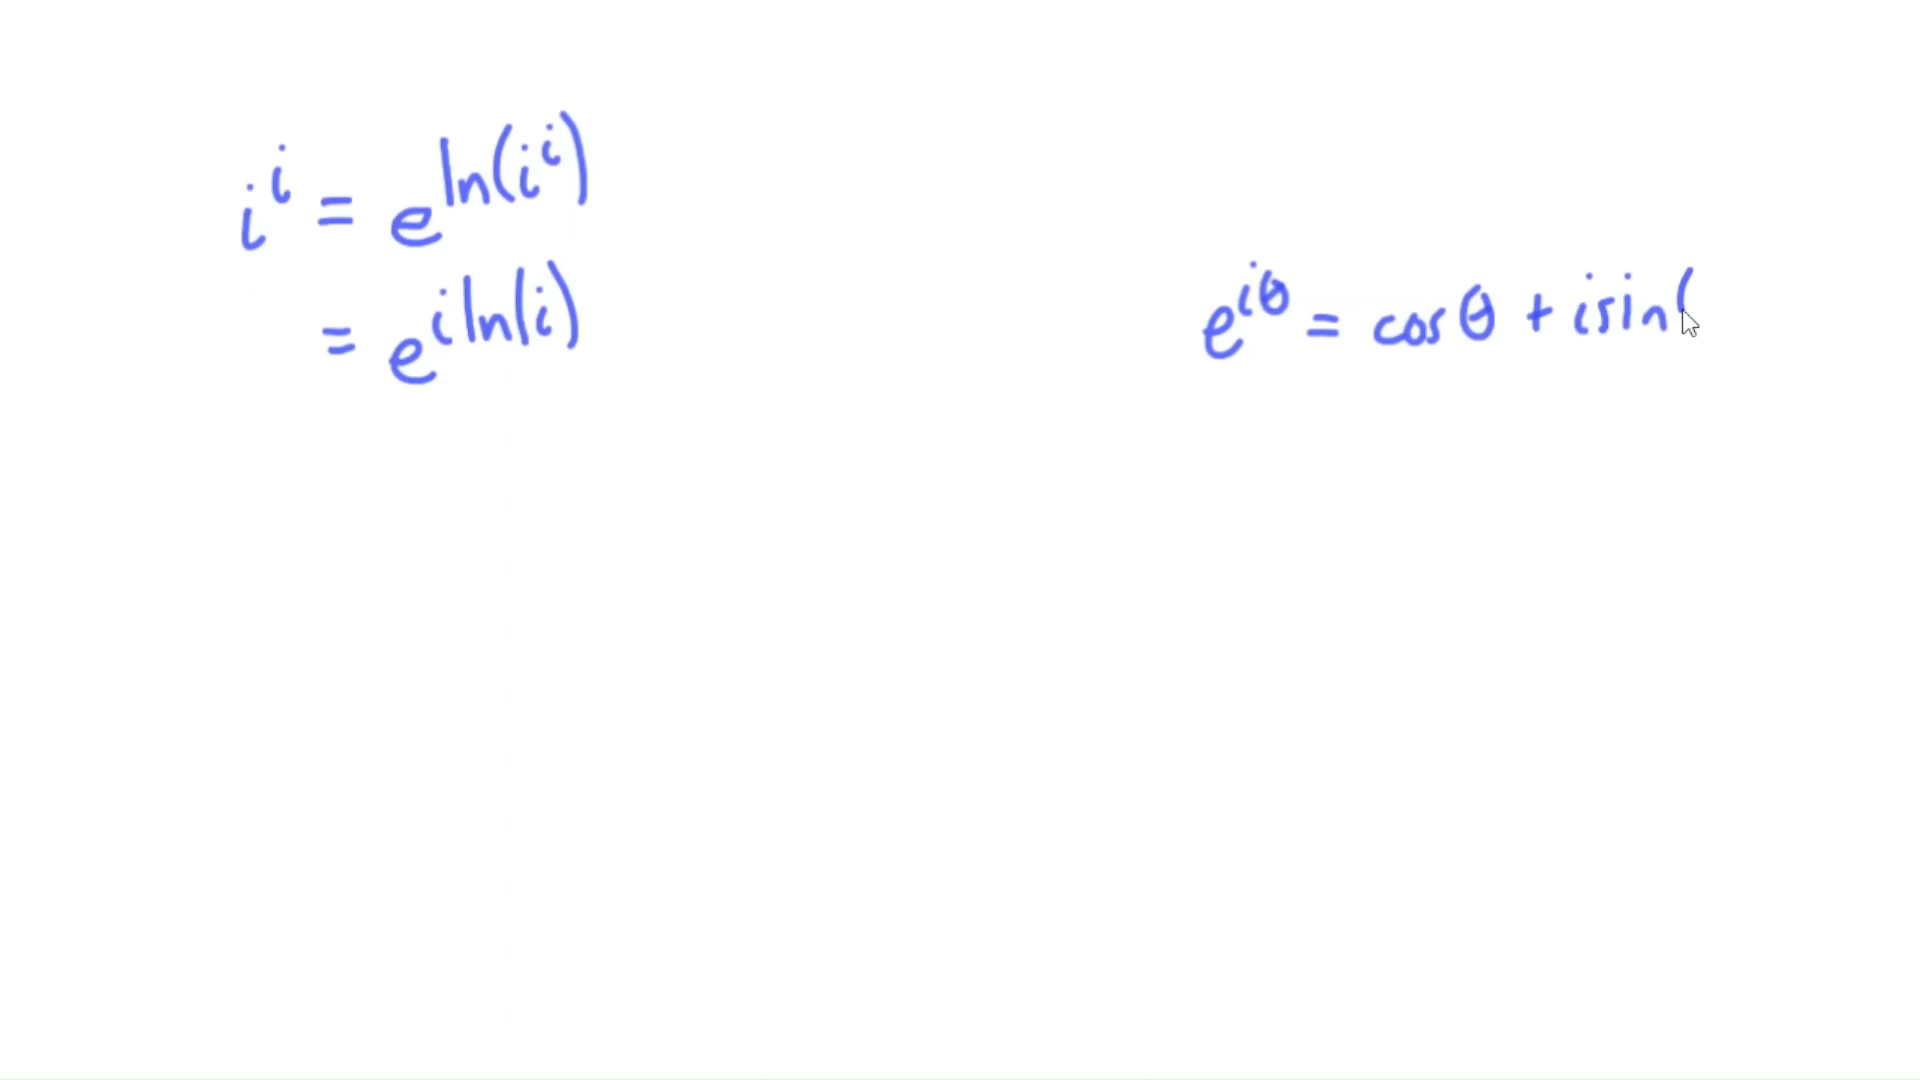 i^i = e^{ln(i^i)}
= e^{i ln(i)}
e^{iθ} = cos θ + i sin(